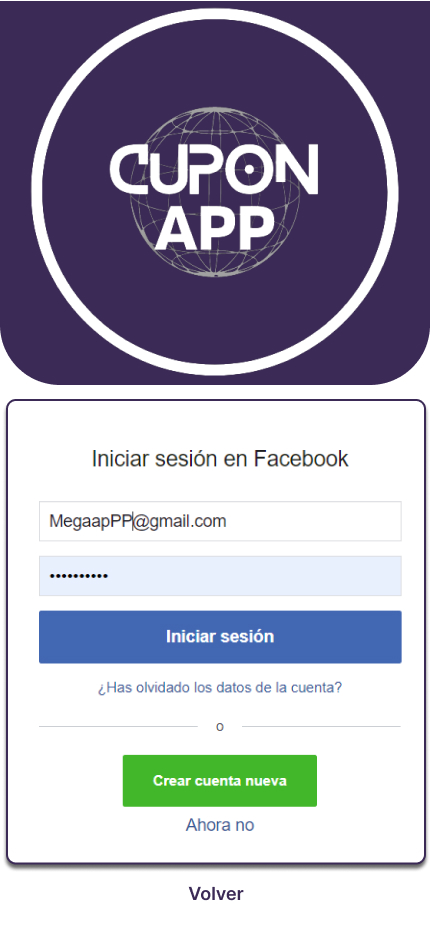 CUPON
APP
Iniciar sesión en Facebook
MegaapPP@gmail.com
••••••••••
Iniciar sesión
¿Has olvidado los datos de la cuenta?
o
Crear cuenta nueva
Ahora no
Volver